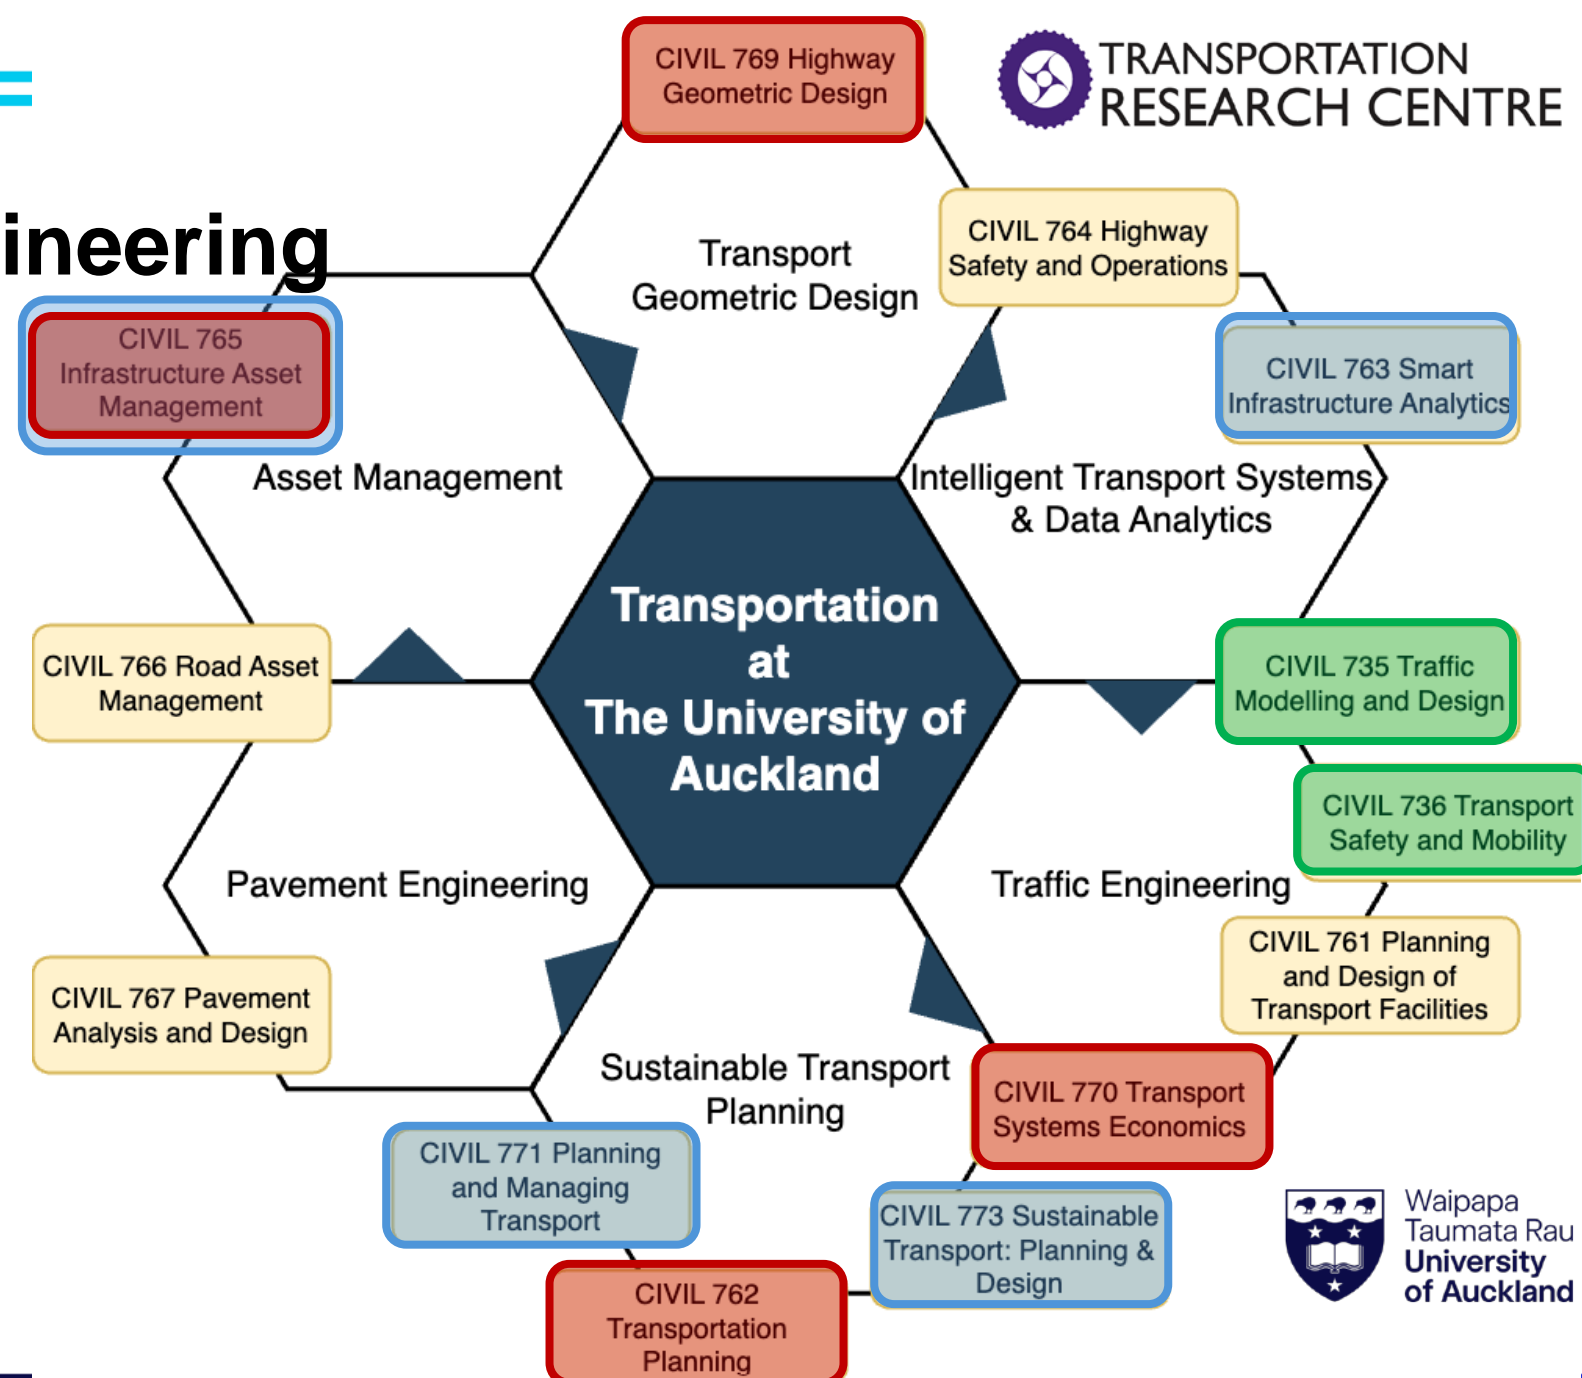 CIVIL 769 Highway
Geometric Design
TRANSPORTATION
RESEARCH CENTRE
ineering
CIVIL 764 Highway
Safety and Operations
Transport
Geometric Design
CIVIL 765
Infrastructure Asset
Management
CIVIL 763 Smart
Infrastructure Analytics
Asset Management
Intelligent Transport Systems
& Data Analytics
Transportation
at
The University of
Auckland
CIVIL 766 Road Asset
Management
CIVIL 735 Traffic
Modelling and Design
CIVIL 736 Transport
Safety and Mobility
Pavement Engineering
Traffic Engineering
CIVIL 761 Planning
and Design of
Transport Facilities
CIVIL 767 Pavement
Analysis and Design
Sustainable Transport
Planning
CIVIL 770 Transport
Systems Economics
CIVIL 771 Planning
and Managing
Transport
CIVIL 773 Sustainable
Transport: Planning &
Design
CIVIL 762
Transportation
Planning
Waipapa
Taumata Rau
University
of Auckland